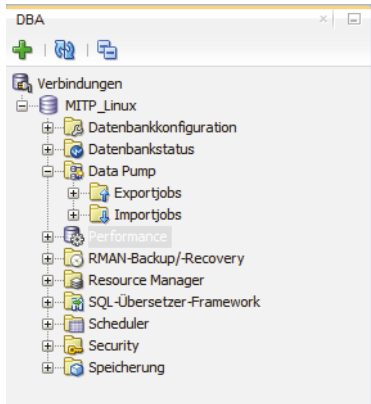 DBA
Verbindungen
MITP_Linux
Datenbankkonfiguration
Datenbankstatus
Data Pump
Exportjobs
Importjobs
Performance
RMAN-Backup/-Recovery
Resource Manager
SQL-Übersetzer-Framework
Scheduler
Security
Speicherung